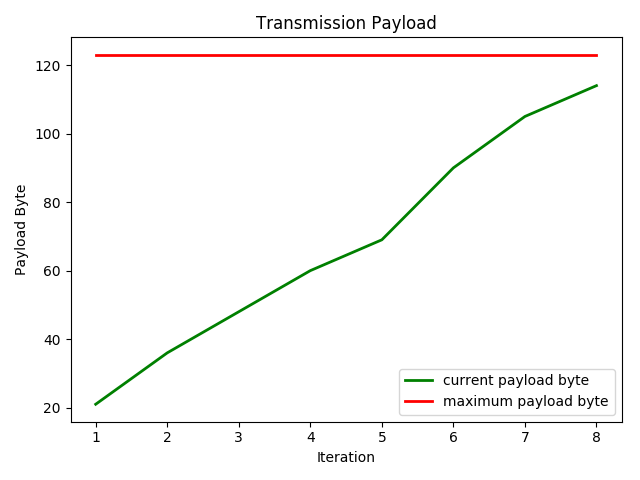 Transmission Payload
Payload Byte
120
100
80
60
40
20
1 2 3 4 5 6 7 8
Iteration
current payload byte
maximum payload byte